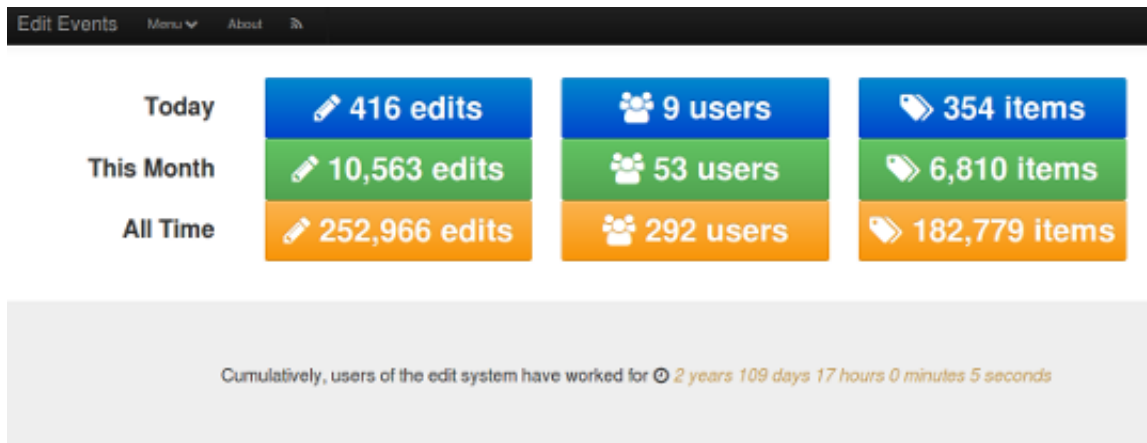 Edit Events Menu About
Today 416 edits 9 users 354 items
This Month 10,563 edits 53 users 6,810 items
All Time 252,966 edits 292 users 182,779 items
Cumulatively, users of the edit system have worked for 2 years 109 days 17 hours 0 minutes 5 seconds